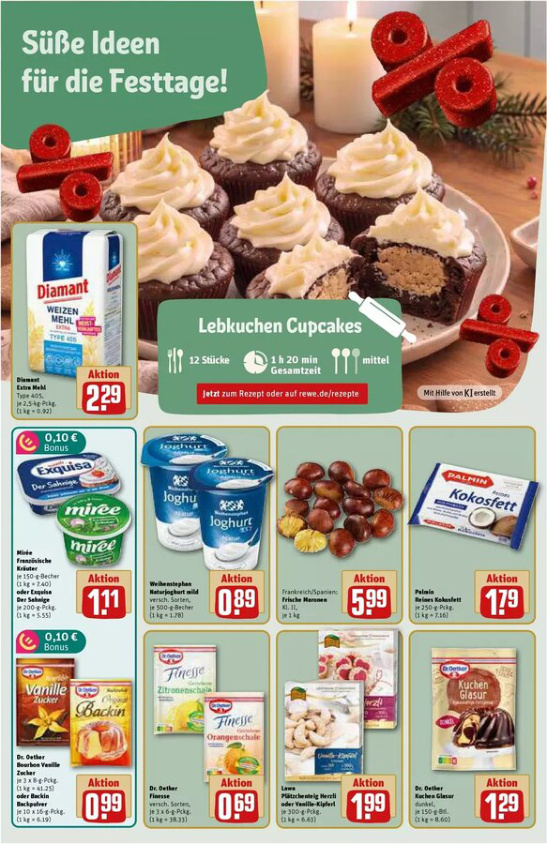 Süße Ideen
für die Festtage!
Lebkuchen Cupcakes
12 Stücke
1 h 20 min
Gesamtzeit
mittel
Jetzt zum Rezept oder auf rewe.de/rezepte
Mit Hilfe von KI erstellt
Diamant
WEIZEN
MEHL
EXTRA
TYPE 405
Diamant
Extra Mehl
Type 405,
je 2,5-kg-Pckg.
(1 kg = 0.92)
Aktion
2.29
0,10 €
Bonus
Exquisa
Der Sahnige
miree
miree
Mirée
Französische
Kräuter
je 150-g-Becher
(1 kg = 7.40)
oder Exquisa
Der Sahnige
je 200-g-Pckg.
(1 kg = 5.55)
Aktion
1.11
Joghurt
Joghurt
Weihenstephan
Naturjoghurt mild
versch. Sorten,
je 500-g-Becher
(1 kg = 1.78)
Aktion
0.89
Frankreich/Spanien:
Frische Maronen
Kl. II,
je 1 kg
Aktion
5.99
PALMIN
Kokosfett
Palmin
Reines Kokosfett
je 250-g-Pckg.
(1 kg = 7.16)
Aktion
1.79
0,10 €
Bonus
Dr. Oetker
Vanille
Zucker
Dr. Oetker
Original
Backin
Dr. Oetker
Bourbon Vanille
Zucker
je 3 x 8-g-Pckg.
(1 kg = 41.25)
oder Backin
Backpulver
je 10 x 16-g-Pckg.
(1 kg = 6.19)
Aktion
0.99
Dr. Oetker
Finesse
Zitronenschale
Dr. Oetker
Finesse
Orangenschale
Dr. Oetker
Finesse
versch. Sorten,
je 3 x 6-g-Pckg.
(1 kg = 38.33)
Aktion
0.69
Vanille-Kipferl
Lawa
Plätzchenteig Herzli
oder Vanille-Kipferl
je 300-g-Pckg.
(1 kg = 6.63)
Aktion
1.99
Dr. Oetker
Kuchen
Glasur
DUNKEL
Dr. Oetker
Kuchen Glasur
dunkel,
je 150-g-Btl.
(1 kg = 8.60)
Aktion
1.29